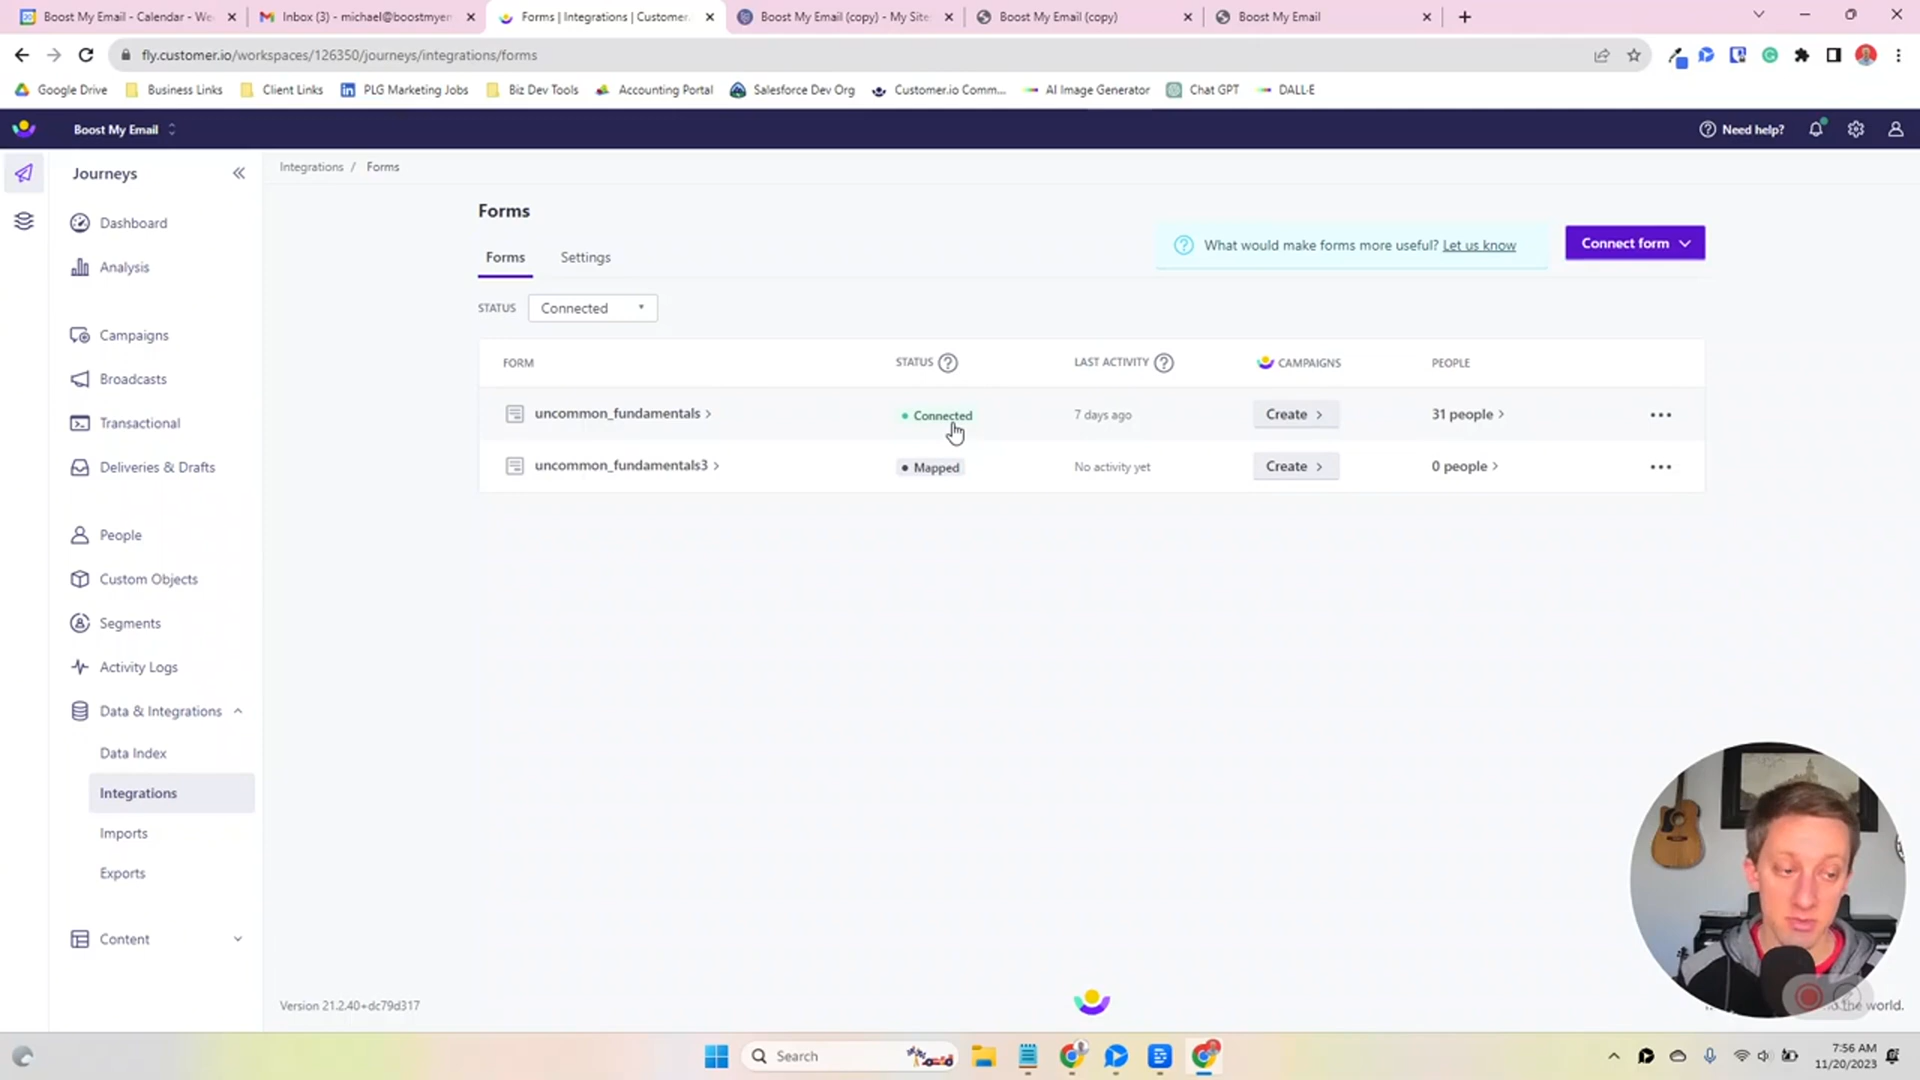 Boost My Email - Calendar - We
Inbox (3) - michael@boostmyem
Forms | Integrations | Customer.
Boost My Email (copy) - My Site
Boost My Email (copy)
Boost My Email
fly.customer.io/workspaces/126350/journeys/integrations/forms
Google Drive
Business Links
Client Links
PLG Marketing Jobs
Biz Dev Tools
Accounting Portal
Salesforce Dev Org
Customer.io Comm...
AI Image Generator
Chat GPT
DALL·E
Boost My Email
Need help?
Journeys
Integrations / Forms
Dashboard
Analysis
Campaigns
Broadcasts
Transactional
Deliveries & Drafts
People
Custom Objects
Segments
Activity Logs
Data & Integrations
Data Index
Integrations
Imports
Exports
Content
Forms
Forms
Settings
What would make forms more useful? Let us know
Connect form
STATUS
Connected
FORM
STATUS
LAST ACTIVITY
CAMPAIGNS
PEOPLE
uncommon_fundamentals
Connected
7 days ago
Create
31 people
uncommon_fundamentals3
Mapped
No activity yet
Create
0 people
Version 21.2.40+dc79d317
the world.
Search
7:56 AM
11/20/2023